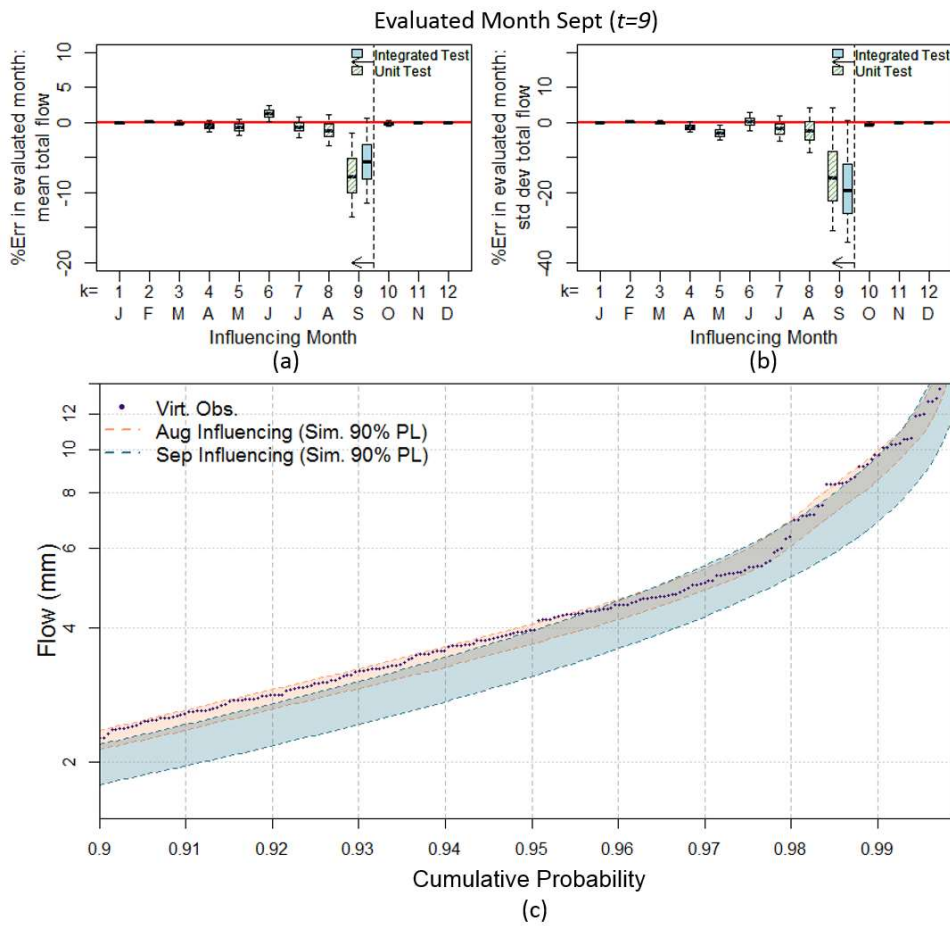 Evaluated Month Sept (t=9)
%Err in evaluated month:
mean total flow
10
5
0
-10
-20
Integrated Test
Unit Test
k= 1 2 3 4 5 6 7 8 9 10 11 12
J F M A M J J A S O N D
Influencing Month
(a)
%Err in evaluated month:
std dev total flow
10
0
-20
-40
Integrated Test
Unit Test
k= 1 2 3 4 5 6 7 8 9 10 11 12
J F M A M J J A S O N D
Influencing Month
(b)
Virt. Obs.
Aug Influencing (Sim. 90% PL)
Sep Influencing (Sim. 90% PL)
Flow (mm)
12
10
8
6
4
2
0.9 0.91 0.92 0.93 0.94 0.95 0.96 0.97 0.98 0.99
Cumulative Probability
(c)